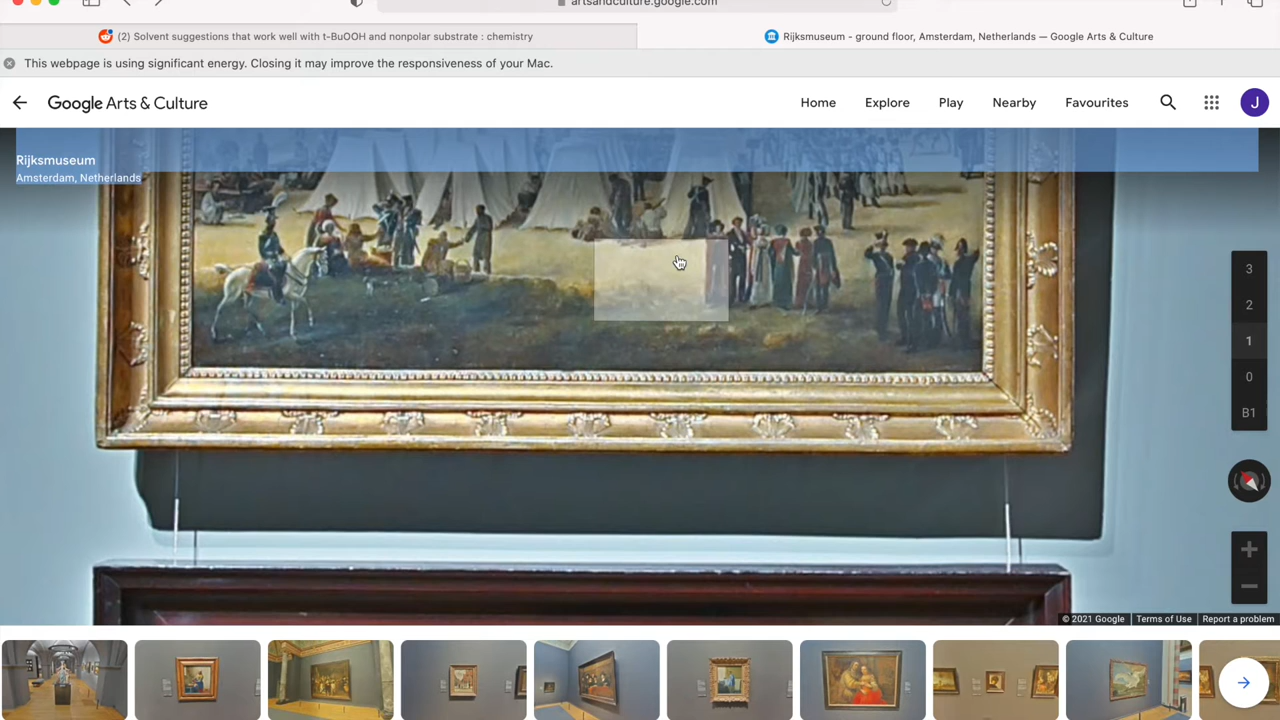 artsandculture.google.com
(2) Solvent suggestions that work well with t-BuOOH and nonpolar substrate : chemistry
Rijksmuseum - ground floor, Amsterdam, Netherlands — Google Arts & Culture
This webpage is using significant energy. Closing it may improve the responsiveness of your Mac.
Google Arts & Culture
Home
Explore
Play
Nearby
Favourites
J
Rijksmuseum
Amsterdam, Netherlands
3
2
1
0
B1
© 2021 Google
Terms of Use
Report a problem